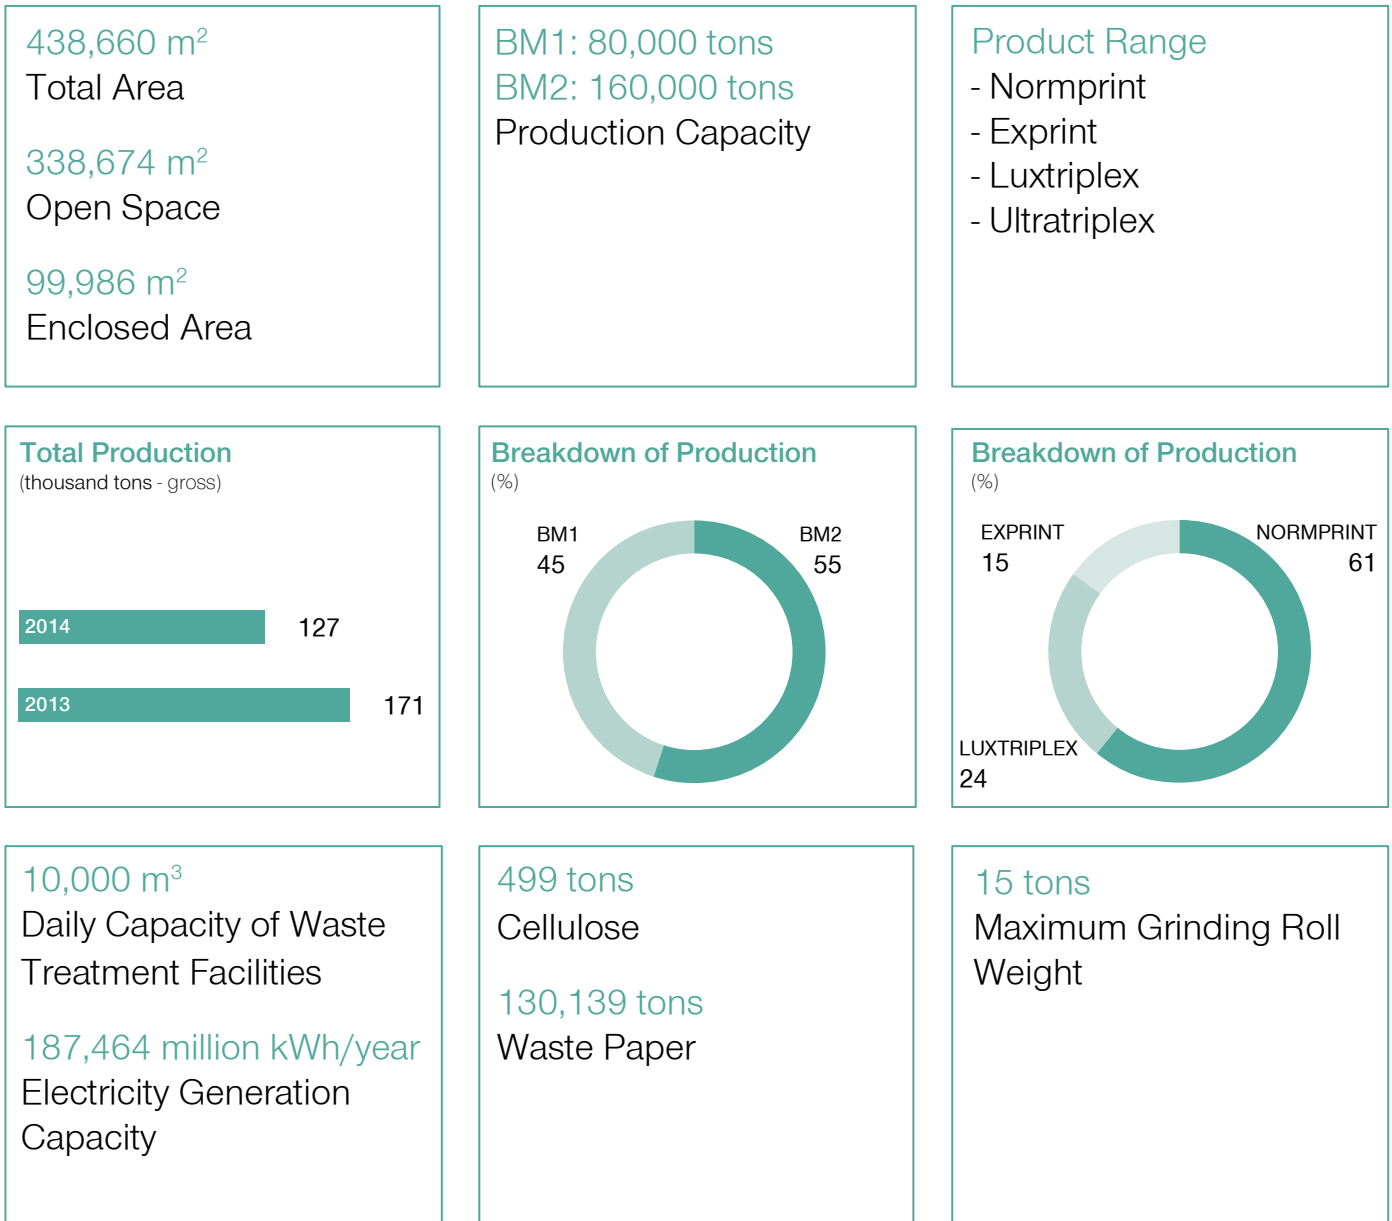 438,660 m²
Total Area
338,674 m²
Open Space
99,986 m²
Enclosed Area
BM1: 80,000 tons
BM2: 160,000 tons
Production Capacity
Product Range
- Normprint
- Exprint
- Luxtriplex
- Ultratriplex
Total Production
(thousand tons - gross)
2014 127
2013 171
Breakdown of Production
(%)
BM1
45
BM2
55
Breakdown of Production
(%)
EXPRINT
15
NORMPRINT
61
LUXTRIPLEX
24
10,000 m³
Daily Capacity of Waste
Treatment Facilities
187,464 million kWh/year
Electricity Generation
Capacity
499 tons
Cellulose
130,139 tons
Waste Paper
15 tons
Maximum Grinding Roll
Weight